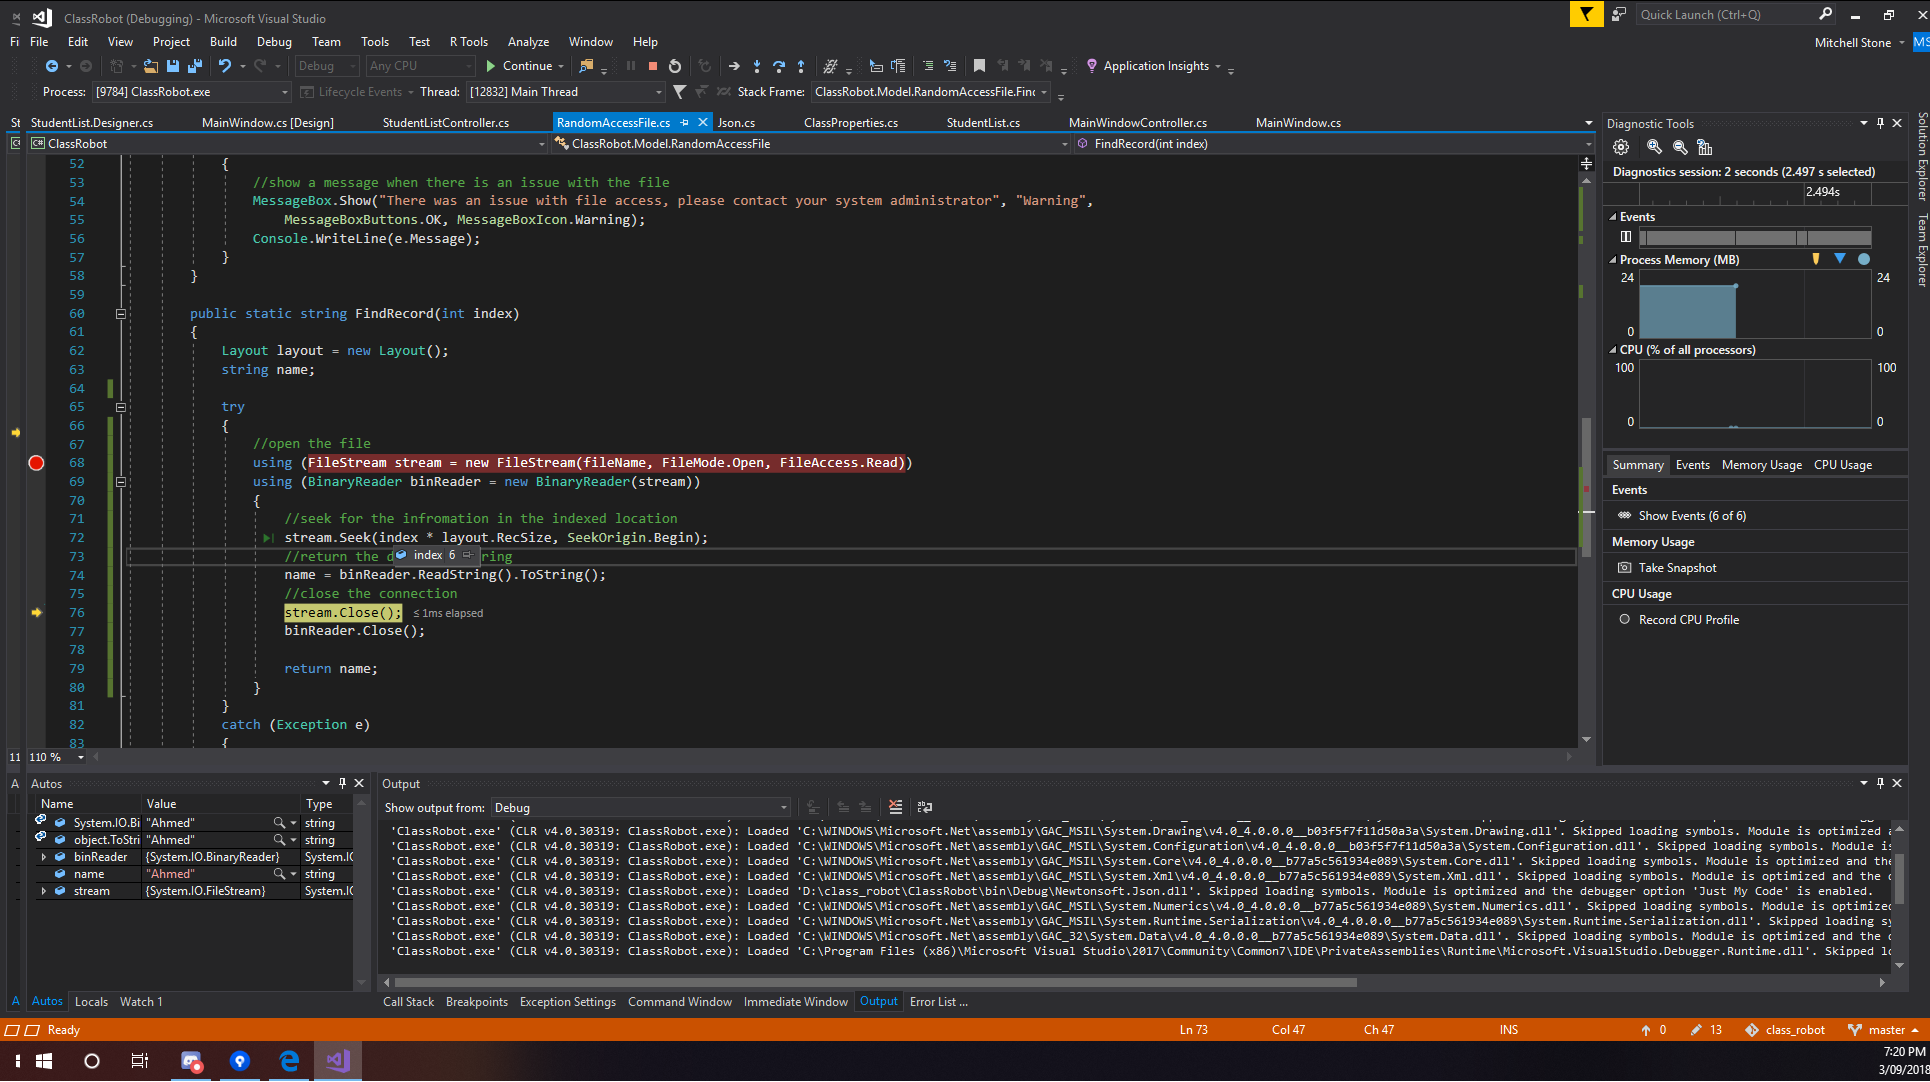 ClassRobot (Debugging) - Microsoft Visual Studio
Quick Launch (Ctrl+Q)
Fi File Edit View Project Build Debug Team Tools Test R Tools Analyze Window Help
Mitchell Stone MS
Debug Any CPU Continue Application Insights
Process: [9784] ClassRobot.exe Lifecycle Events Thread: [12832] Main Thread Stack Frame: ClassRobot.Model.RandomAccessFile.Find
St StudentList.Designer.cs MainWindow.cs [Design] StudentListController.cs RandomAccessFile.cs Json.cs ClassProperties.cs StudentList.cs MainWindowController.cs MainWindow.cs
ClassRobot ClassRobot.Model.RandomAccessFile FindRecord(int index)
52 {
53 //show a message when there is an issue with the file
54 MessageBox.Show("There was an issue with file access, please contact your system administrator", "Warning",
55 MessageBoxButtons.OK, MessageBoxIcon.Warning);
56 Console.WriteLine(e.Message);
57 }
58 }
59
60 public static string FindRecord(int index)
61 {
62 Layout layout = new Layout();
63 string name;
64
65 try
66 {
67 //open the file
68 using (FileStream stream = new FileStream(fileName, FileMode.Open, FileAccess.Read))
69 using (BinaryReader binReader = new BinaryReader(stream))
70 {
71 //seek for the infromation in the indexed location
72 stream.Seek(index * layout.RecSize, SeekOrigin.Begin);
73 //return the d index 6 ring
74 name = binReader.ReadString().ToString();
75 //close the connection
76 stream.Close(); ≤ 1ms elapsed
77 binReader.Close();
78
79 return name;
80 }
81 }
82 catch (Exception e)
83 {
11 110 %
Diagnostic Tools
Diagnostics session: 2 seconds (2.497 s selected)
2.494s
Events
Process Memory (MB)
24 24
0 0
CPU (% of all processors)
100 100
0 0
Summary Events Memory Usage CPU Usage
Events
Show Events (6 of 6)
Memory Usage
Take Snapshot
CPU Usage
Record CPU Profile
Solution Explorer
Team Explorer
A Autos
Name Value Type
System.IO.Bi "Ahmed" string
object.ToStri "Ahmed" string
binReader {System.IO.BinaryReader} System.IO
name "Ahmed" string
stream {System.IO.FileStream} System.IO
A Autos Locals Watch 1
Output
Show output from: Debug
'ClassRobot.exe' (CLR v4.0.30319: ClassRobot.exe): Loaded 'C:\WINDOWS\Microsoft.Net\assembly\GAC_MSIL\System.Drawing\v4.0_4.0.0.0__b03f5f7f11d50a3a\System.Drawing.dll'. Skipped loading symbols. Module is optimized a
'ClassRobot.exe' (CLR v4.0.30319: ClassRobot.exe): Loaded 'C:\WINDOWS\Microsoft.Net\assembly\GAC_MSIL\System.Configuration\v4.0_4.0.0.0__b03f5f7f11d50a3a\System.Configuration.dll'. Skipped loading symbols. Module is
'ClassRobot.exe' (CLR v4.0.30319: ClassRobot.exe): Loaded 'C:\WINDOWS\Microsoft.Net\assembly\GAC_MSIL\System.Core\v4.0_4.0.0.0__b77a5c561934e089\System.Core.dll'. Skipped loading symbols. Module is optimized and the
'ClassRobot.exe' (CLR v4.0.30319: ClassRobot.exe): Loaded 'C:\WINDOWS\Microsoft.Net\assembly\GAC_MSIL\System.Xml\v4.0_4.0.0.0__b77a5c561934e089\System.Xml.dll'. Skipped loading symbols. Module is optimized and the d
'ClassRobot.exe' (CLR v4.0.30319: ClassRobot.exe): Loaded 'D:\class_robot\ClassRobot\bin\Debug\Newtonsoft.Json.dll'. Skipped loading symbols. Module is optimized and the debugger option 'Just My Code' is enabled.
'ClassRobot.exe' (CLR v4.0.30319: ClassRobot.exe): Loaded 'C:\WINDOWS\Microsoft.Net\assembly\GAC_MSIL\System.Numerics\v4.0_4.0.0.0__b77a5c561934e089\System.Numerics.dll'. Skipped loading symbols. Module is optimized
'ClassRobot.exe' (CLR v4.0.30319: ClassRobot.exe): Loaded 'C:\WINDOWS\Microsoft.Net\assembly\GAC_MSIL\System.Runtime.Serialization\v4.0_4.0.0.0__b77a5c561934e089\System.Runtime.Serialization.dll'. Skipped loading sy
'ClassRobot.exe' (CLR v4.0.30319: ClassRobot.exe): Loaded 'C:\WINDOWS\Microsoft.Net\assembly\GAC_32\System.Data\v4.0_4.0.0.0__b77a5c561934e089\System.Data.dll'. Skipped loading symbols. Module is optimized and the d
'ClassRobot.exe' (CLR v4.0.30319: ClassRobot.exe): Loaded 'C:\Program Files (x86)\Microsoft Visual Studio\2017\Community\Common7\IDE\PrivateAssemblies\Runtime\Microsoft.VisualStudio.Debugger.Runtime.dll'. Skipped lo
Call Stack Breakpoints Exception Settings Command Window Immediate Window Output Error List ...
Ready Ln 73 Col 47 Ch 47 INS 0 13 class_robot master
7:20 PM
3/09/2018